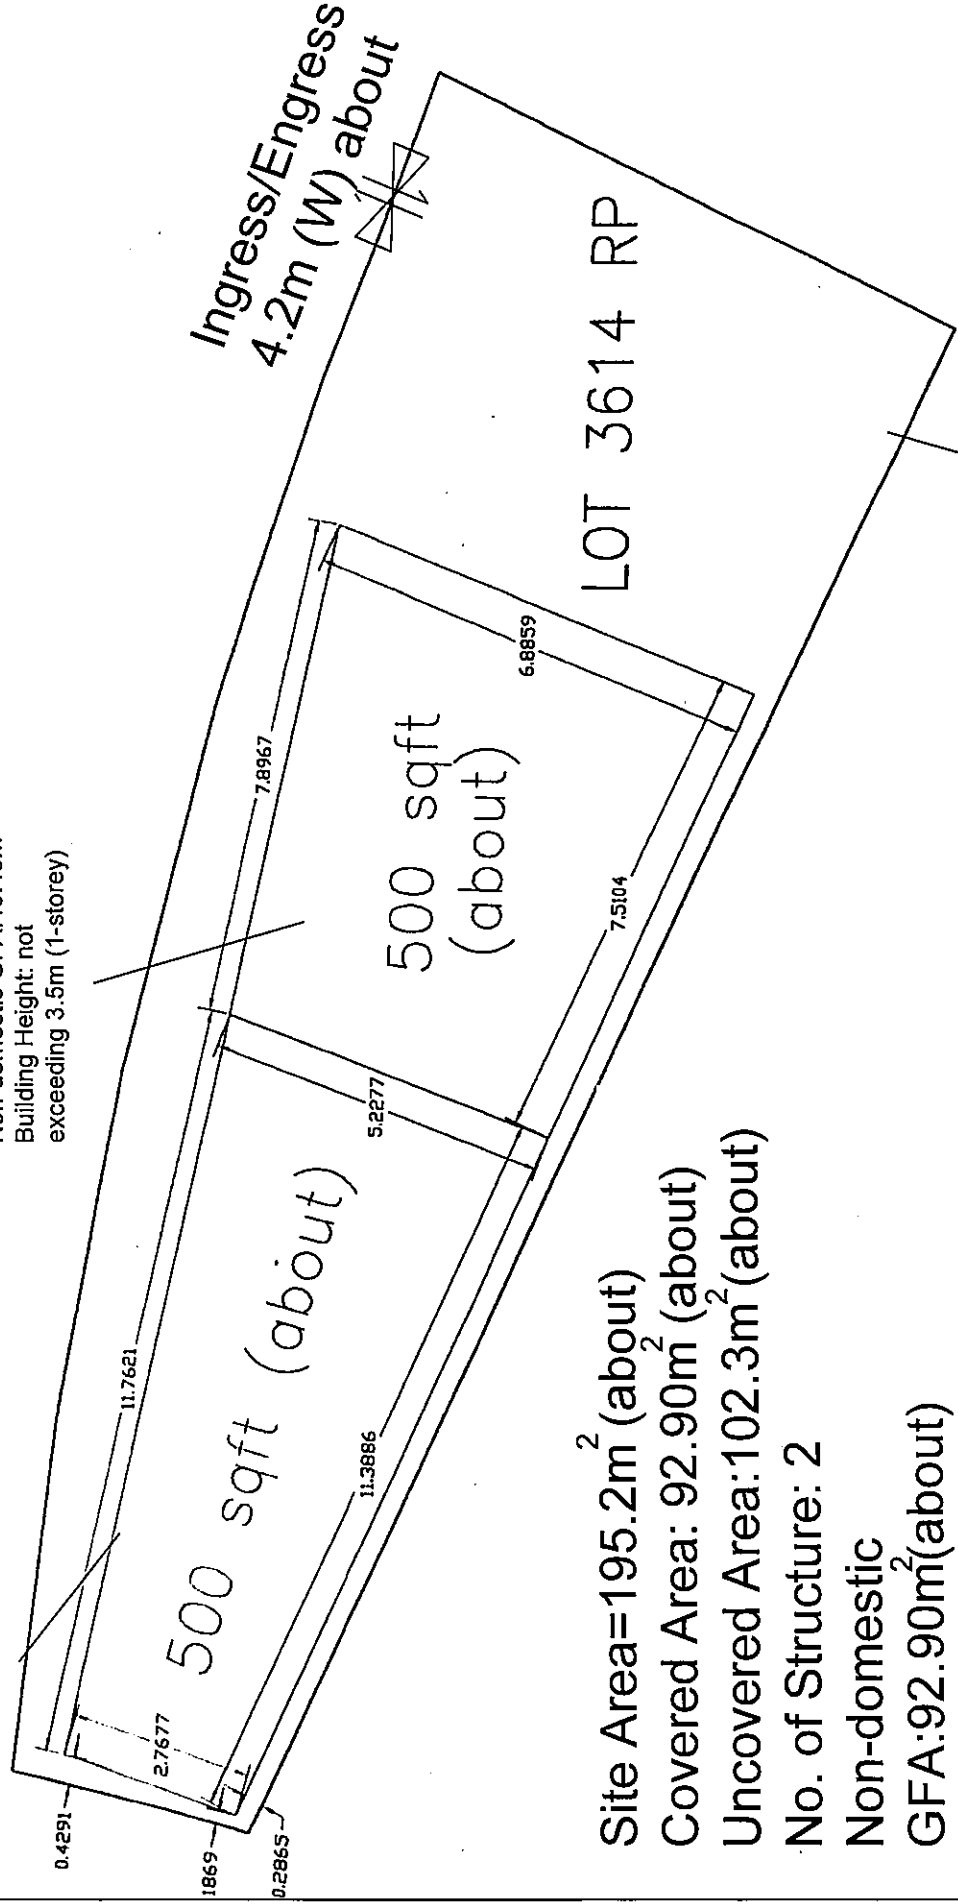 Ingress/Engress
4.2m (W) about
Building Height: not
exceeding 3.5m (1-storey)
LOT 3614 RP
7.8967
6.8859
500 sqft
(about)
7.5104
5.2277
11.7621
500 sqft (about)
11.3886
2.7677
0.4291
1869
0.2865
Site Area=195.2m² (about)
Covered Area: 92.90m² (about)
Uncovered Area:102.3m² (about)
No. of Structure: 2
Non-domestic
GFA:92.90m²(about)